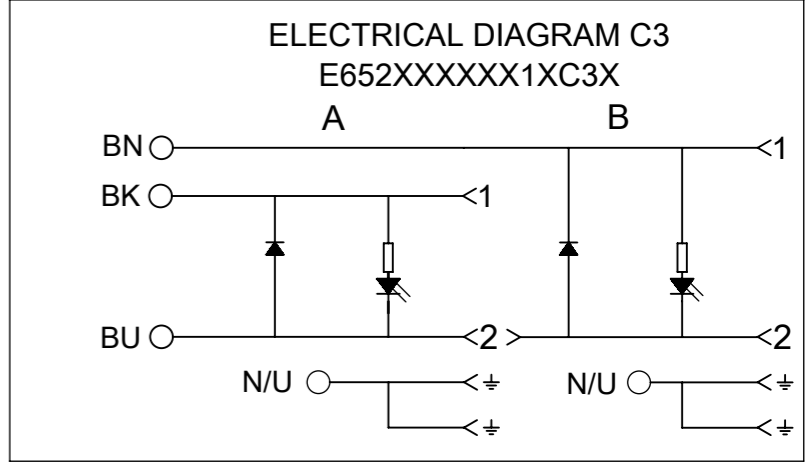 ELECTRICAL DIAGRAM C3
E652XXXXXX1XC3X
A B
BN 1
BK 1
BU 2 2
N/U N/U